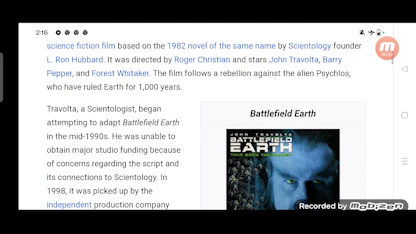 2:16
science fiction film based on the 1982 novel of the same name by Scientology founder
L. Ron Hubbard. It was directed by Roger Christian and stars John Travolta, Barry
Pepper, and Forest Whitaker. The film follows a rebellion against the alien Psychlos,
who have ruled Earth for 1,000 years.
Travolta, a Scientologist, began
attempting to adapt Battlefield Earth
in the mid-1990s. He was unable to
obtain major studio funding because
of concerns regarding the script and
its connections to Scientology. In
1998, it was picked up by the
independent production company
Battlefield Earth
JOHN TRAVOLTA
BATTLEFIELD
EARTH
TAKE BACK THE PLANET
Recorded by Mobizen